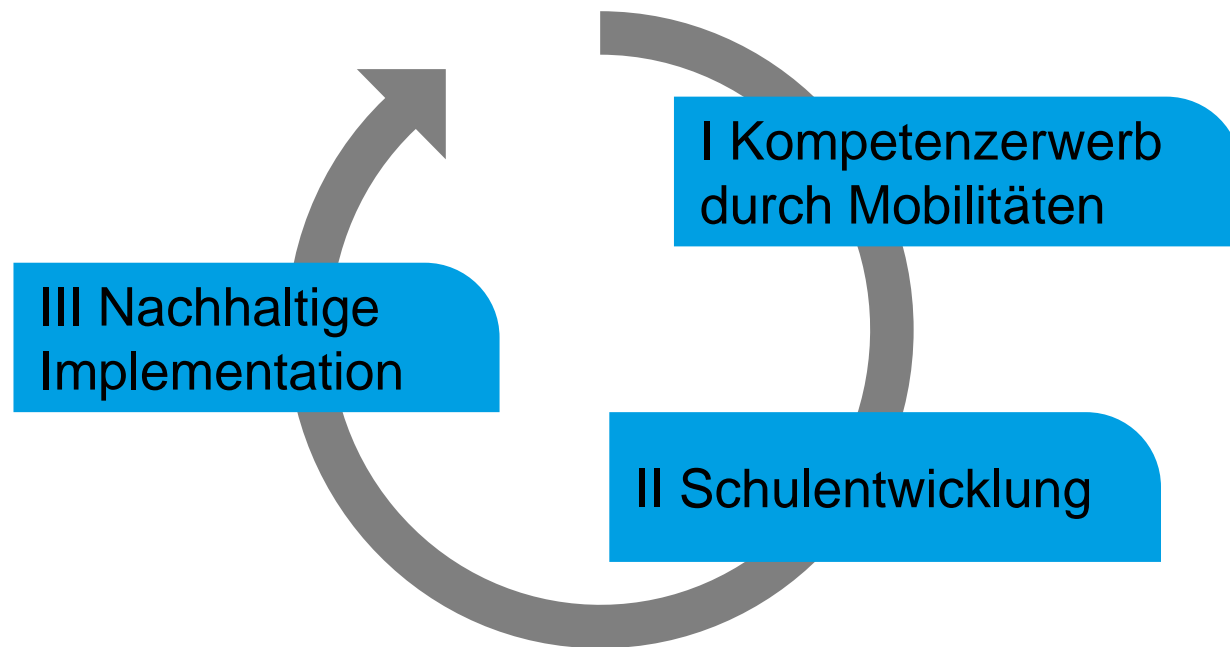 I Kompetenzerwerb
durch Mobilitäten
II Schulentwicklung
III Nachhaltige
Implementation